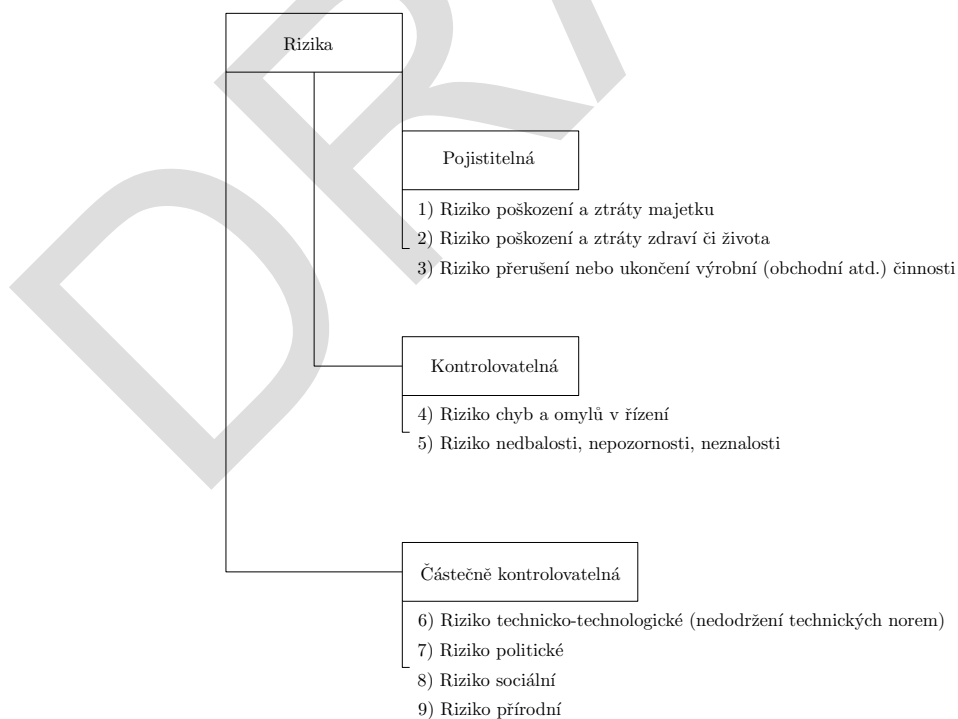 Rizika
Pojistitelná
1) Riziko poškození a ztráty majetku
2) Riziko poškození a ztráty zdraví či života
3) Riziko přerušení nebo ukončení výrobní (obchodní atd.) činnosti
Kontrolovatelná
4) Riziko chyb a omylů v řízení
5) Riziko nedbalosti, nepozornosti, neznalosti
Částečně kontrolovatelná
6) Riziko technicko-technologické (nedodržení technických norem)
7) Riziko politické
8) Riziko sociální
9) Riziko přírodní